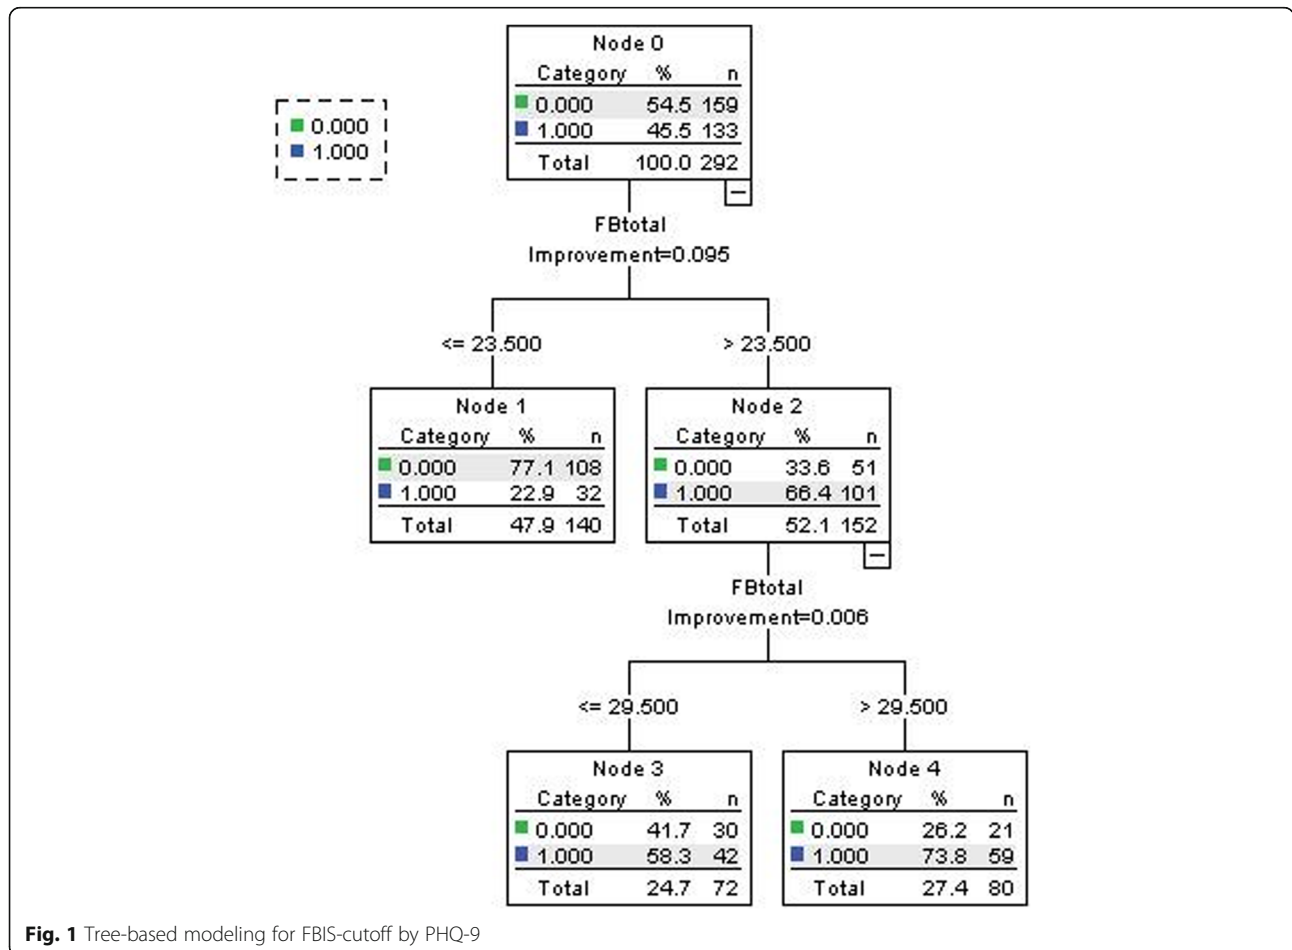 Node 0
Category % n
0.000 54.5 159
1.000 45.5 133
Total 100.0 292
0.000
1.000
FBtotal
Improvement=0.095
<= 23.500
> 23.500
Node 1
Category % n
0.000 77.1 108
1.000 22.9 32
Total 47.9 140
Node 2
Category % n
0.000 33.6 51
1.000 66.4 101
Total 52.1 152
FBtotal
Improvement=0.006
<= 29.500
> 29.500
Node 3
Category % n
0.000 41.7 30
1.000 58.3 42
Total 24.7 72
Node 4
Category % n
0.000 26.2 21
1.000 73.8 59
Total 27.4 80
Fig. 1 Tree-based modeling for FBIS-cutoff by PHQ-9